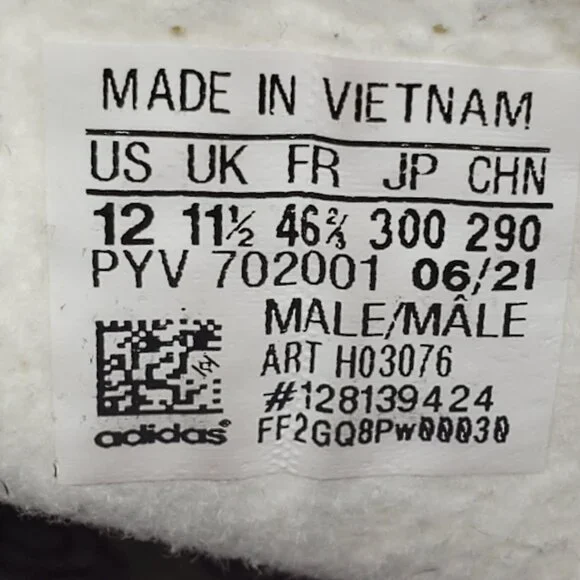 MADE IN VIETNAM
US UK FR JP CHN
12 11½ 46⅔ 300 290
PYV 702001 06/21
MALE/MÂLE
ART H03076
#128139424
adidas® FF2GQ8Pw00030